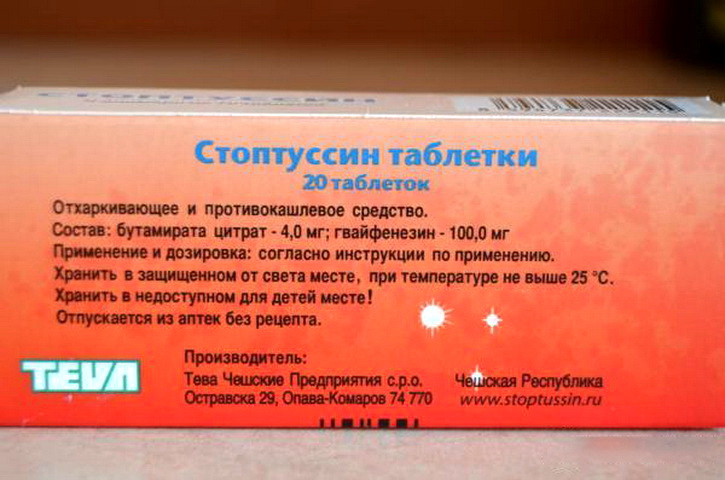 Стоптуссин
Стоптуссин таблетки
20 таблеток
Отхаркивающее и противокашлевое средство.
Состав: бутамирата цитрат - 4,0 мг; гвайфенезин - 100,0 мг
Применение и дозировка: согласно инструкции по применению.
Хранить в защищенном от света месте, при температуре не выше 25 °C.
Хранить в недоступном для детей месте!
Отпускается из аптек без рецепта.
Производитель:
TEVA
Тева Чешские Предприятия с.р.о. Чешская Республика
Остравска 29, Опава-Комаров 74 770 www.stoptussin.ru